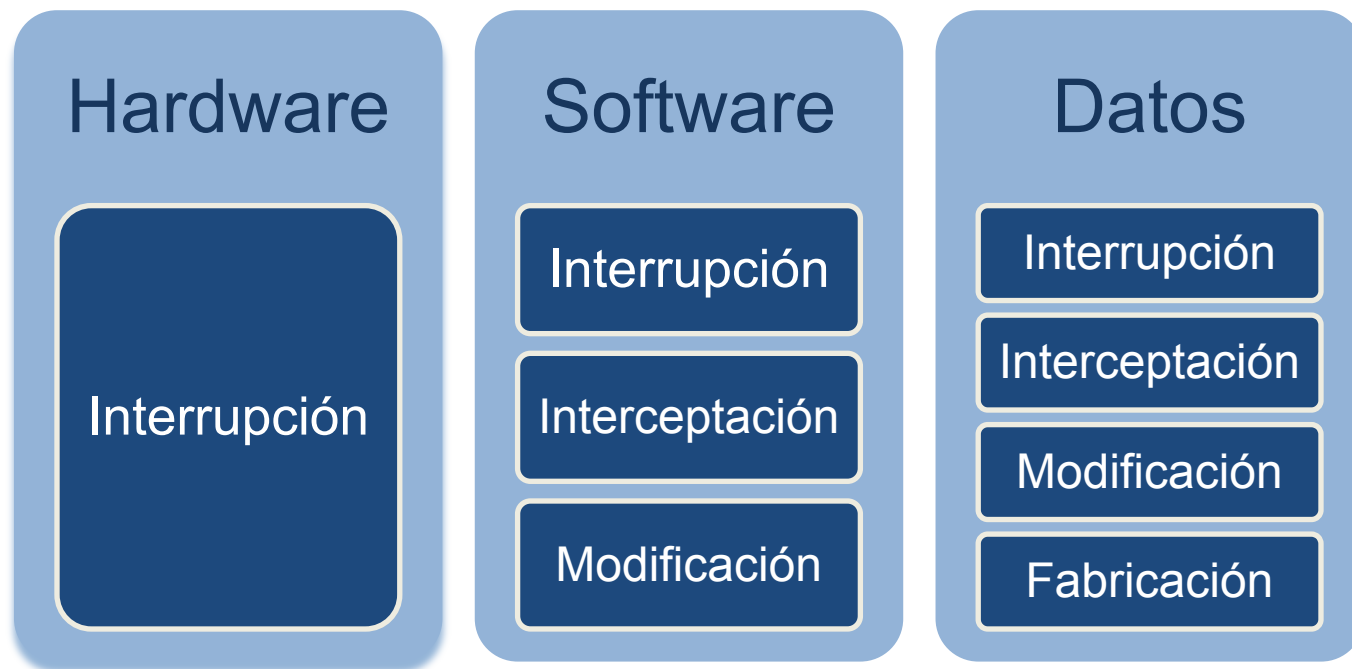 Hardware
Interrupción
Software
Interrupción
Interceptación
Modificación
Datos
Interrupción
Interceptación
Modificación
Fabricación